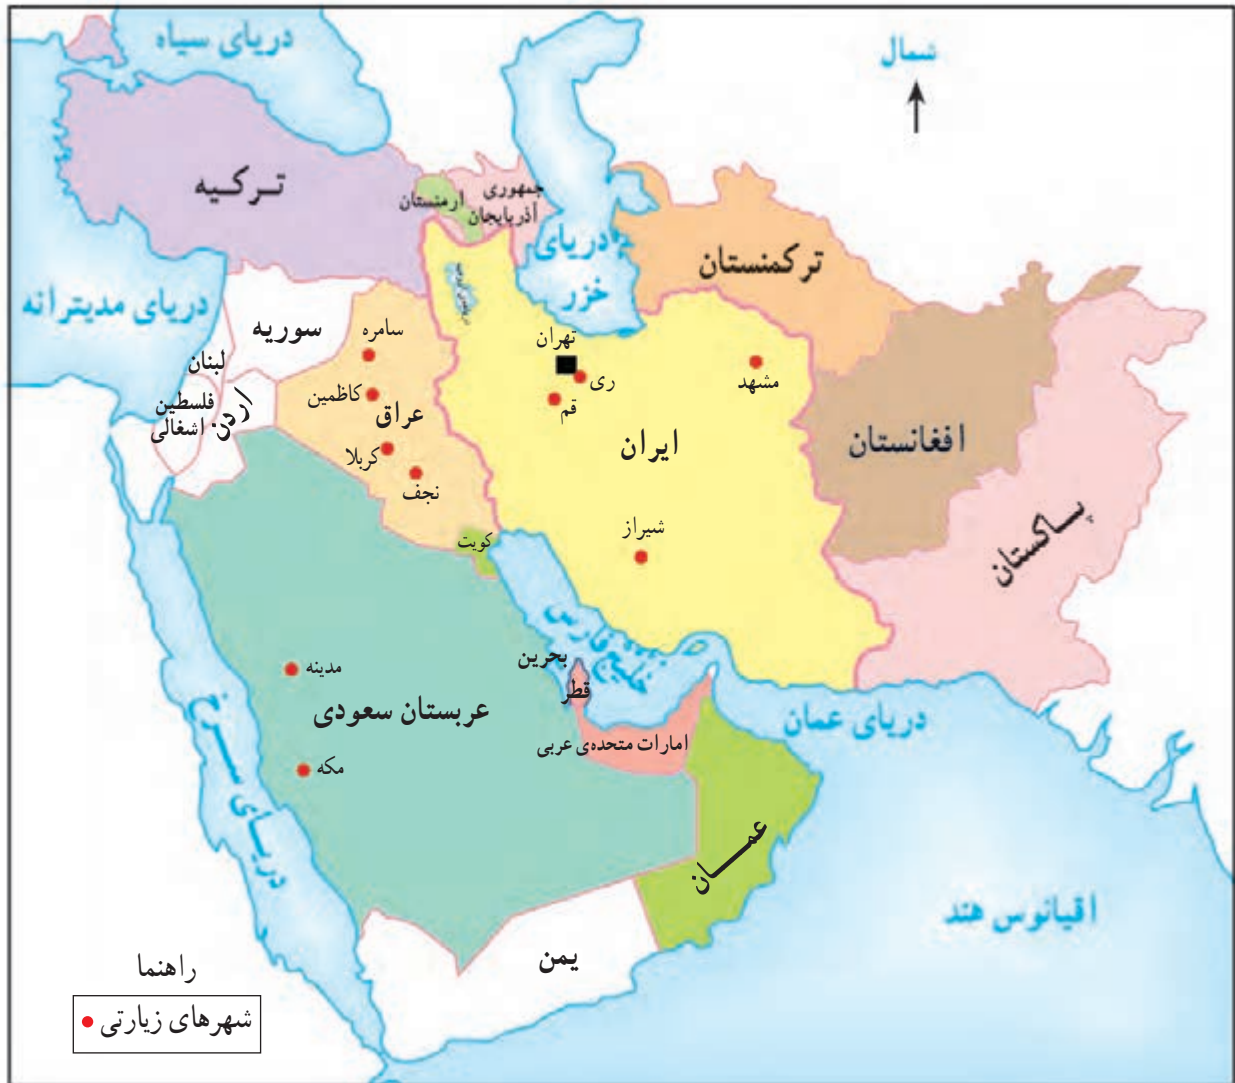 دریای سیاه
شمال
ترکیه
ارمنستان
جمهوری
آذربایجان
دریای
خزر
ترکمنستان
دریای مدیترانه
سوریه
سامره
تهران
لبنان
کاظمین
ری
مشهد
قم
فلسطین
اشغالی
اردن
عراق
ایران
افغانستان
کربلا
نجف
پاکستان
شیراز
کویت
خلیج فارس
بحرین
قطر
مدینه
عربستان سعودی
امارات متحده‌ی عربی
دریای عمان
مکه
دریای سرخ
عمان
اقیانوس هند
یمن
راهنما
شهرهای زیارتی